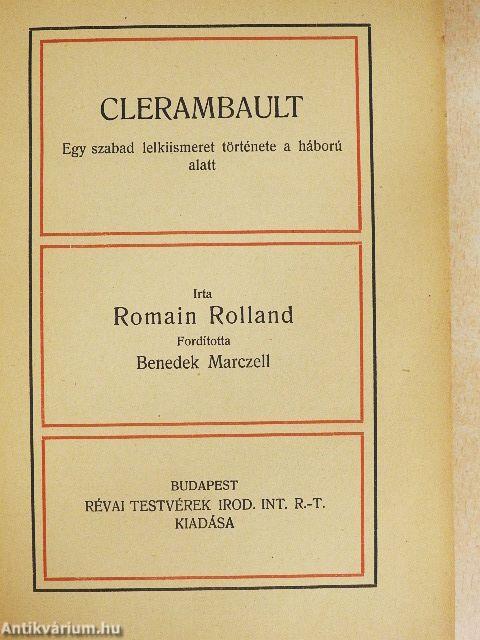 CLERAMBAULT
Egy szabad lelkiismeret története a háború
alatt
Irta
Romain Rolland
Fordította
Benedek Marczell
BUDAPEST
RÉVAI TESTVÉREK IROD. INT. R.-T.
KIADÁSA
Antikvárium.hu